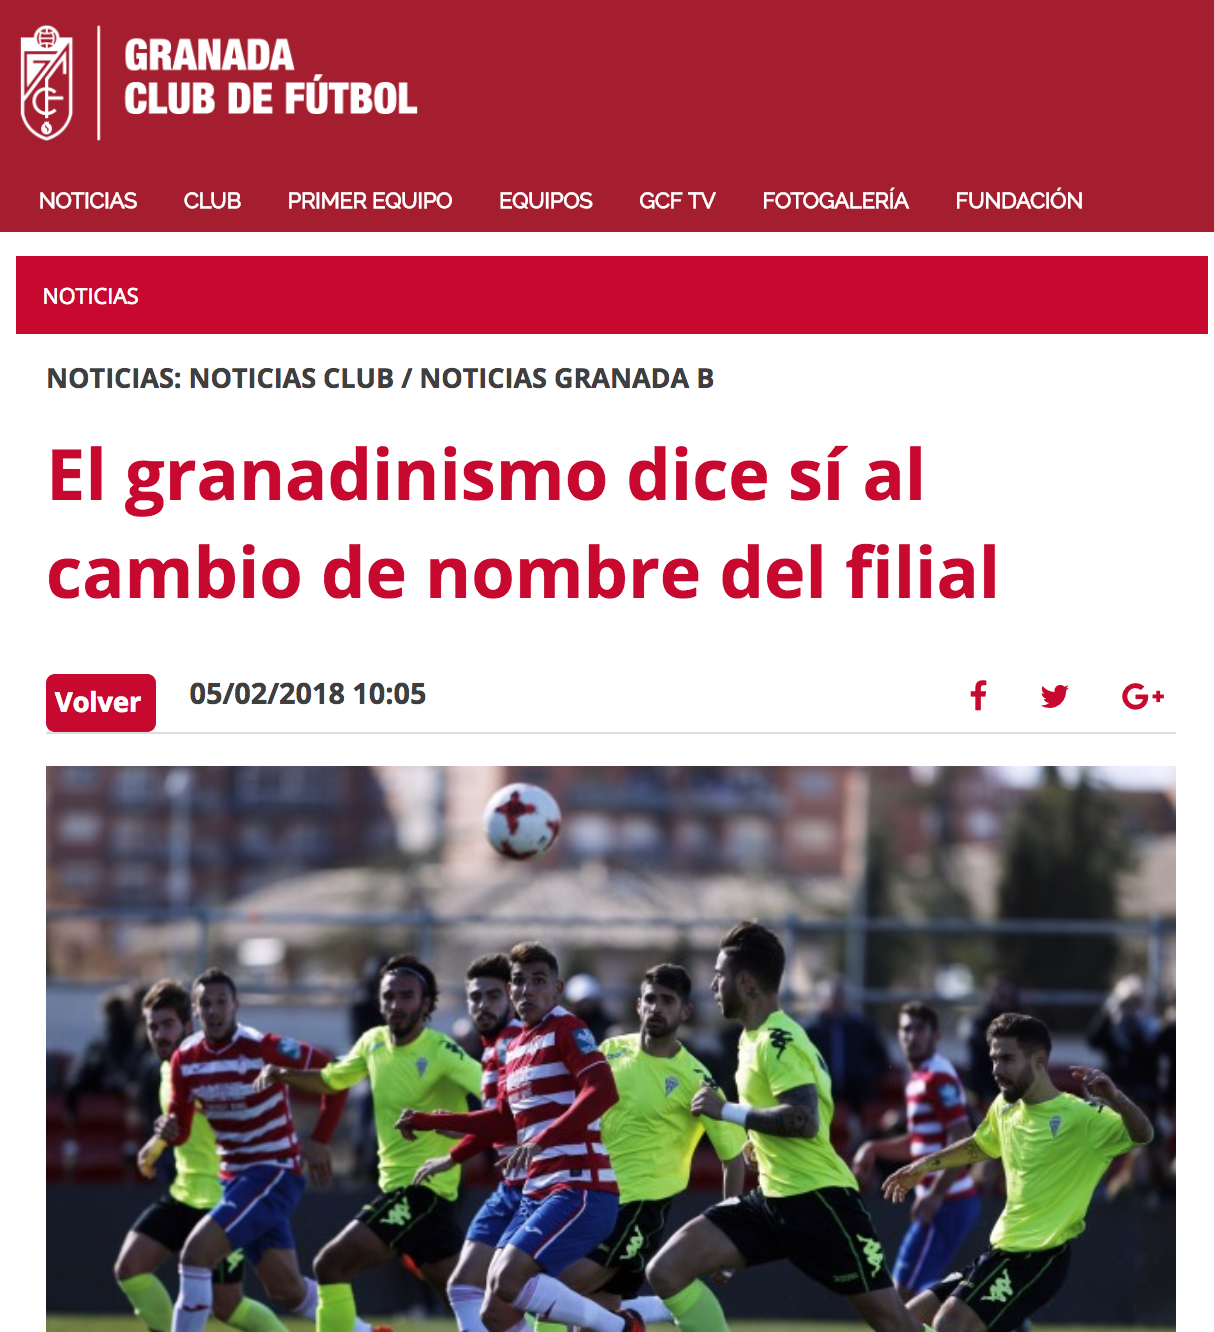 GRANADA
CLUB DE FÚTBOL
NOTICIAS CLUB PRIMER EQUIPO EQUIPOS GCF TV FOTOGALERÍA FUNDACIÓN
NOTICIAS
NOTICIAS: NOTICIAS CLUB / NOTICIAS GRANADA B
El granadinismo dice sí al
cambio de nombre del filial
Volver 05/02/2018 10:05